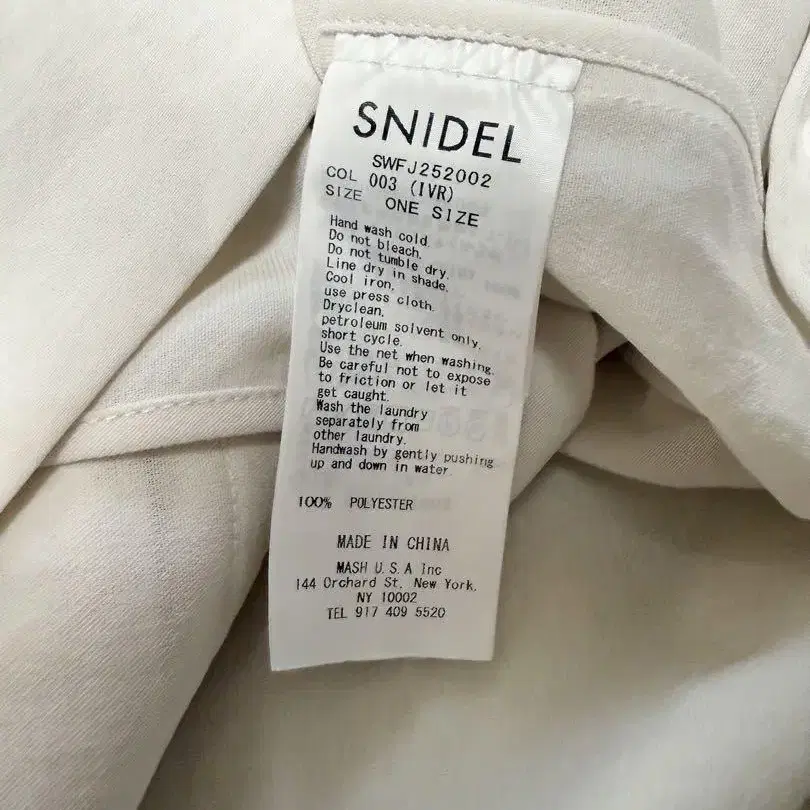 SNIDEL
SWFJ252002
COL 003 (IVR)
SIZE ONE SIZE
Hand wash cold.
Do not bleach.
Do not tumble dry.
Line dry in shade.
Cool iron,
use press cloth.
Dryclean,
petroleum solvent only,
short cycle.
Use the net when washing.
Be careful not to expose
to friction or let it
get caught.
Wash the laundry
separately from
other laundry.
Handwash by gently pushing
up and down in water.
100% POLYESTER
MADE IN CHINA
MASH U.S.A Inc
144 Orchard St. New York,
NY 10002
TEL 917 409 5520